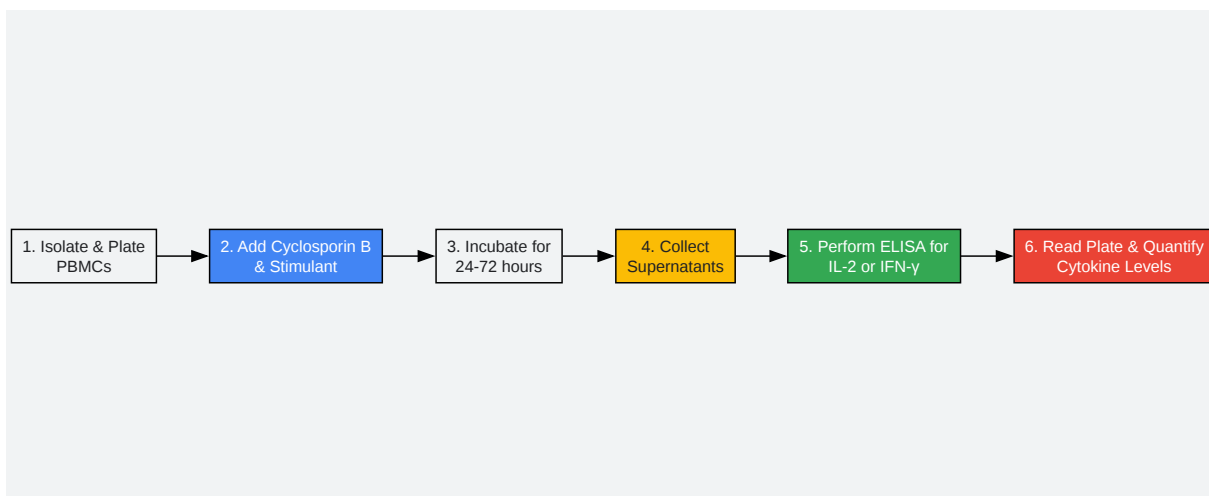 1. Isolate & Plate
PBMCs
2. Add Cyclosporin B
& Stimulant
3. Incubate for
24-72 hours
4. Collect
Supernatants
5. Perform ELISA for
IL-2 or IFN-γ
6. Read Plate & Quantify
Cytokine Levels